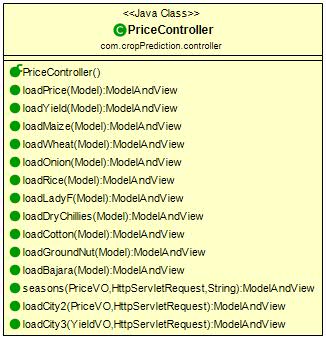 <<Java Class>>
PriceController
com.cropPrediction.controller
PriceController()
loadPrice(Model):ModelAndView
loadYield(Model):ModelAndView
loadMaize(Model):ModelAndView
loadWheat(Model):ModelAndView
loadOnion(Model):ModelAndView
loadRice(Model):ModelAndView
loadLadyF(Model):ModelAndView
loadDryChillies(Model):ModelAndView
loadCotton(Model):ModelAndView
loadGroundNut(Model):ModelAndView
loadBajara(Model):ModelAndView
seasons(PriceVO,HttpServletRequest,String):ModelAndView
loadCity2(PriceVO,HttpServletRequest):ModelAndView
loadCity3(YieldVO,HttpServletRequest):ModelAndView